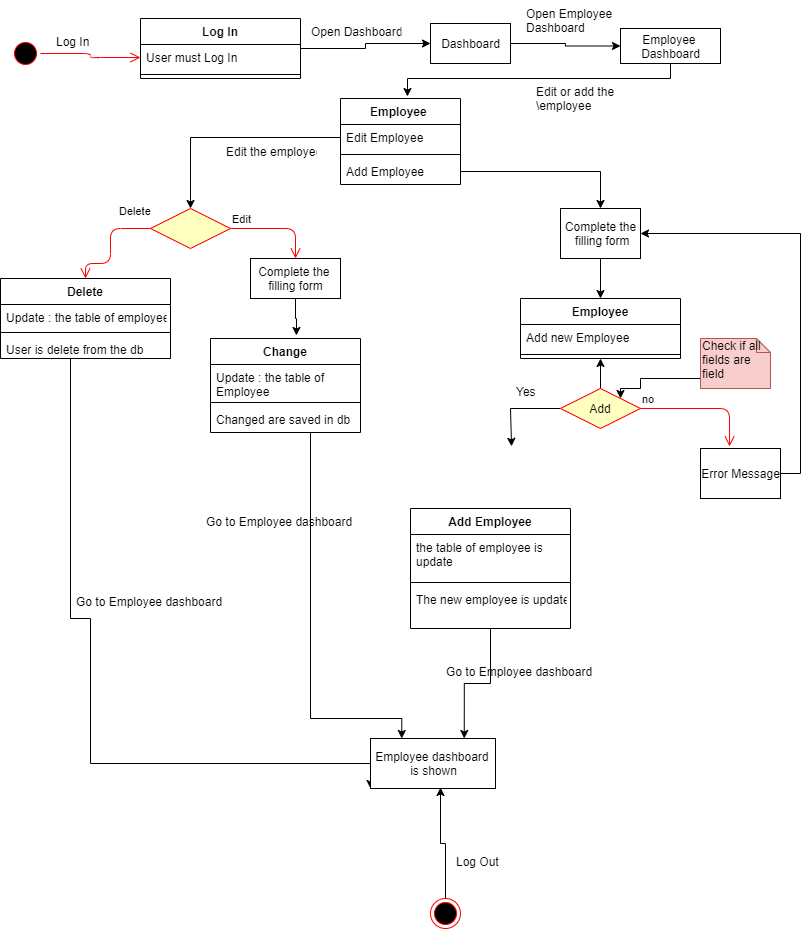 Log In
Log In
User must Log In
Open Dashboard
Dashboard
Open Employee
Dashboard
Employee
Dashboard
Edit or add the
\employee
Employee
Edit Employee
Add Employee
Edit the employe
Delete
Edit
Complete the
filling form
Complete the
filling form
Delete
Update : the table of employee
User is delete from the db
Change
Update : the table of
Employee
Changed are saved in db
Employee
Add new Employee
Check if all
fields are
field
Yes
Add
no
Error Message
Go to Employee dashboard
Add Employee
the table of employee is
update
The new employee is update
Go to Employee dashboard
Go to Employee dashboard
Employee dashboard
is shown
Log Out